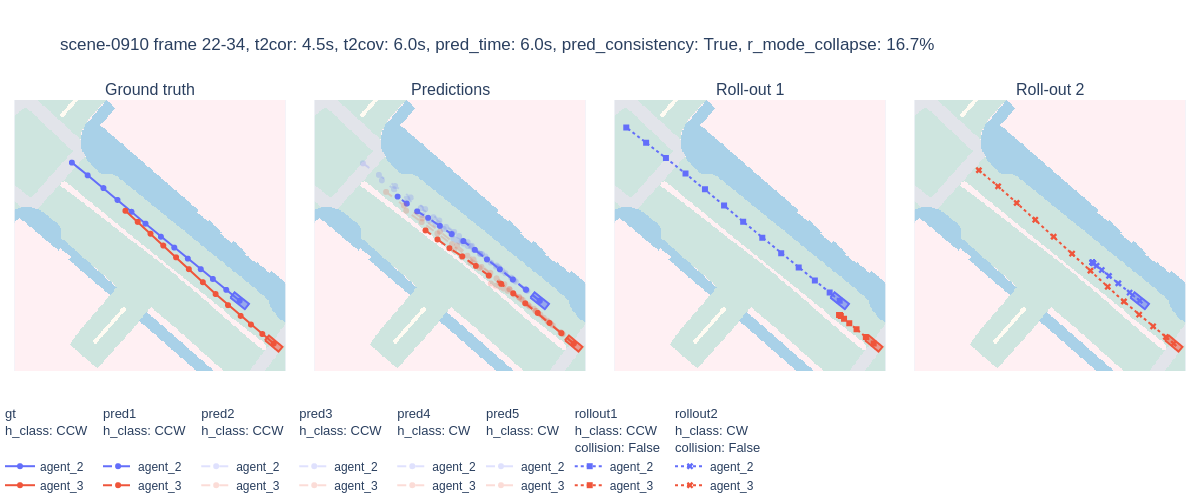 scene-0910 frame 22-34, t2cor: 4.5s, t2cov: 6.0s, pred_time: 6.0s, pred_consistency: True, r_mode_collapse: 16.7%
Ground truth
Predictions
Roll-out 1
Roll-out 2
gt
h_class: CCW
agent_2
agent_3
pred1
h_class: CCW
agent_2
agent_3
pred2
h_class: CCW
agent_2
agent_3
pred3
h_class: CCW
agent_2
agent_3
pred4
h_class: CW
agent_2
agent_3
pred5
h_class: CW
agent_2
agent_3
rollout1
h_class: CCW
collision: False
agent_2
agent_3
rollout2
h_class: CW
collision: False
agent_2
agent_3